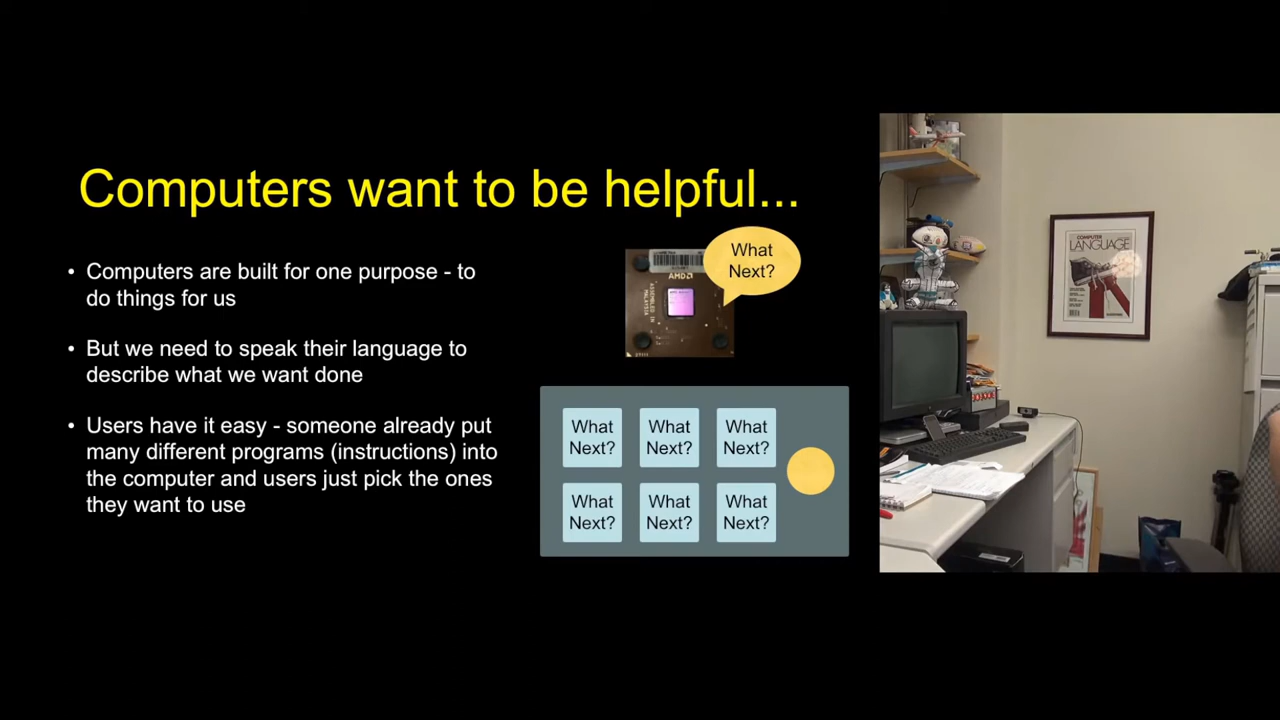 Computers want to be helpful...
• Computers are built for one purpose - to
do things for us
• But we need to speak their language to
describe what we want done
• Users have it easy - someone already put
many different programs (instructions) into
the computer and users just pick the ones
they want to use
AMD
ASSEMBLED IN
MALAYSIA
What
Next?
What
Next?
What
Next?
What
Next?
What
Next?
What
Next?
What
Next?
COMPUTER
LANGUAGE